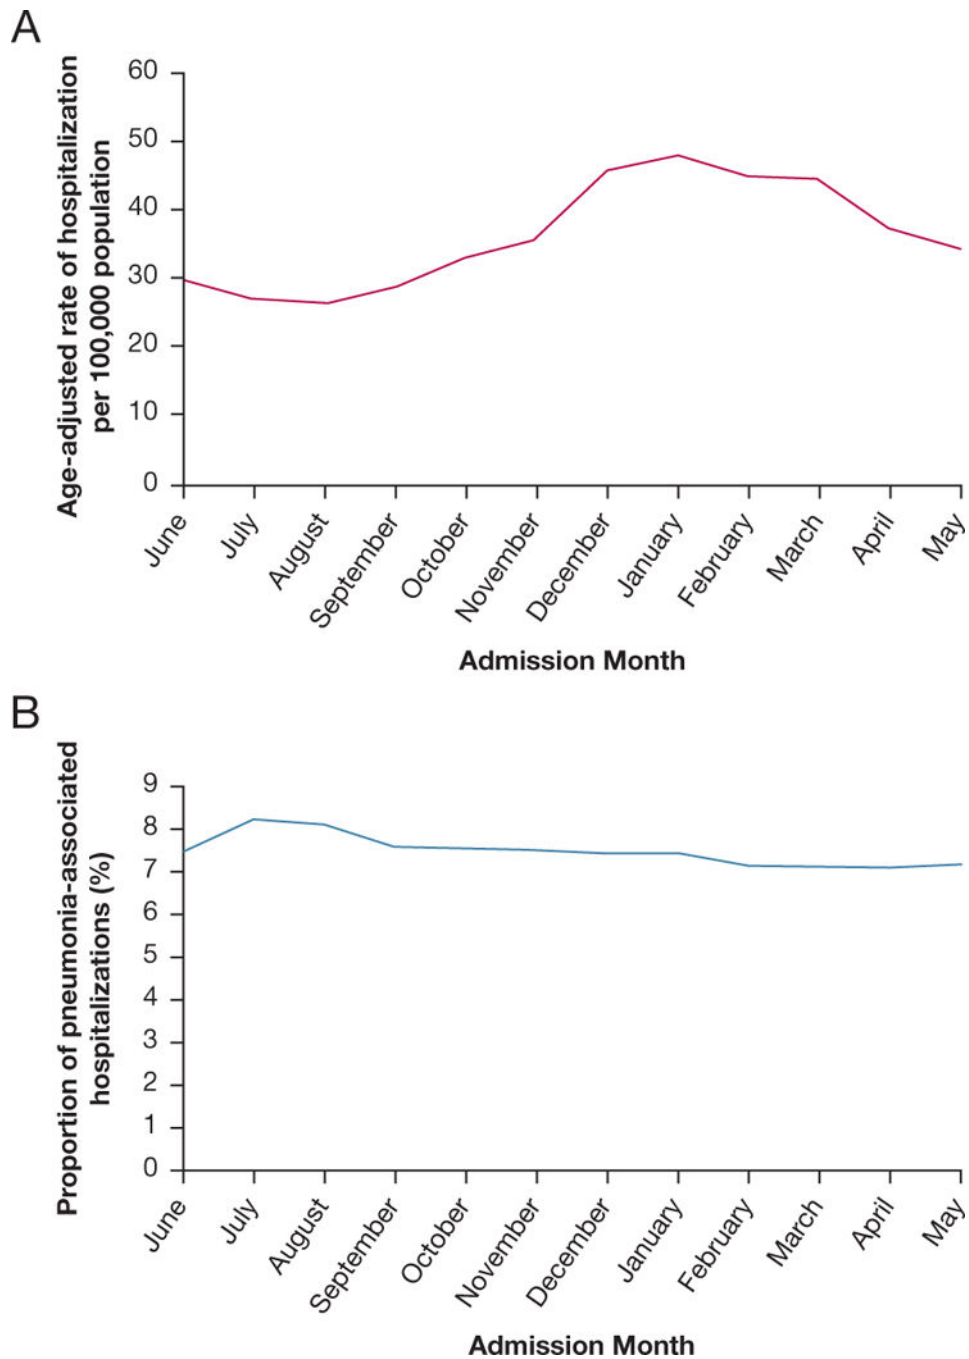 A
Age-adjusted rate of hospitalization
per 100,000 population
60
50
40
30
20
10
0
June
July
August
September
October
November
December
January
February
March
April
May
Admission Month
B
Proportion of pneumonia-associated
hospitalizations (%)
9
8
7
6
5
4
3
2
1
0
June
July
August
September
October
November
December
January
February
March
April
May
Admission Month